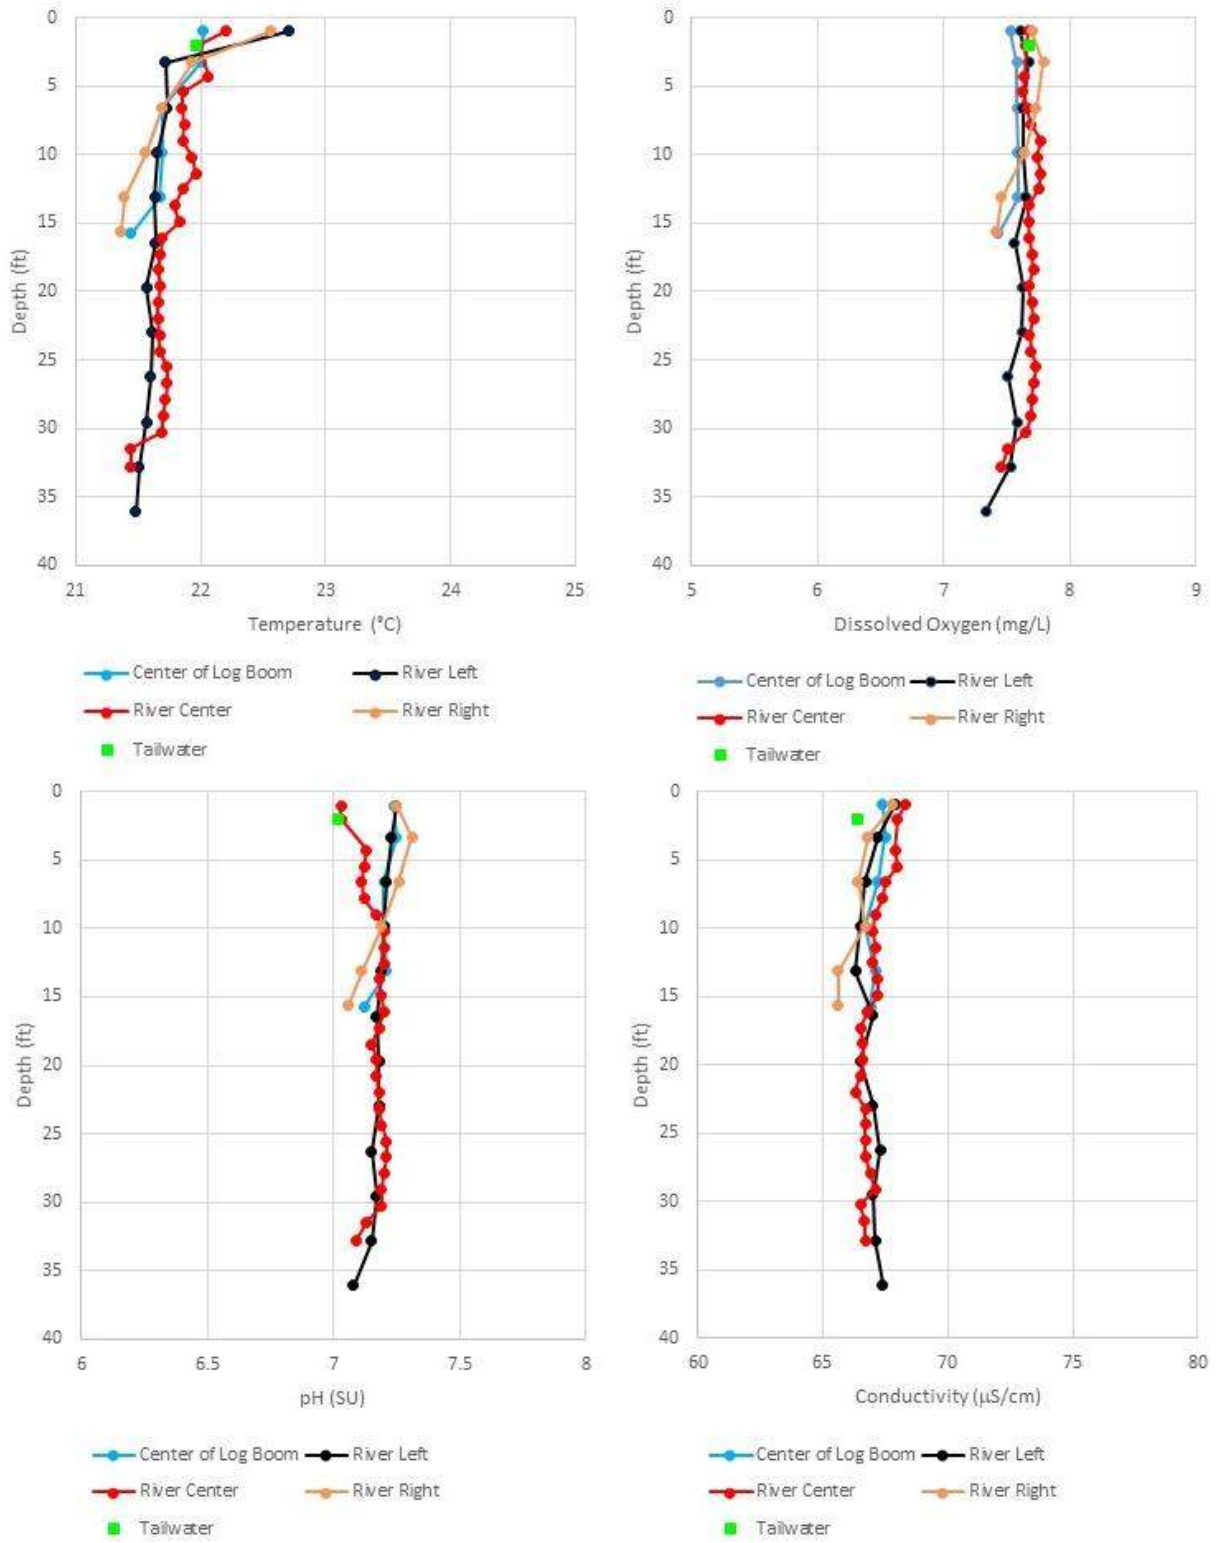 0
5
10
15
20
25
30
35
40
Depth (ft)
21 22 23 24 25
Temperature (°C)
Center of Log Boom River Left
River Center River Right
Tailwater
0
5
10
15
20
25
30
35
40
Depth (ft)
5 6 7 8 9
Dissolved Oxygen (mg/L)
Center of Log Boom River Left
River Center River Right
Tailwater
0
5
10
15
20
25
30
35
40
Depth (ft)
6 6.5 7 7.5 8
pH (SU)
Center of Log Boom River Left
River Center River Right
Tailwater
0
5
10
15
20
25
30
35
40
Depth (ft)
60 65 70 75 80
Conductivity (µS/cm)
Center of Log Boom River Left
River Center River Right
Tailwater